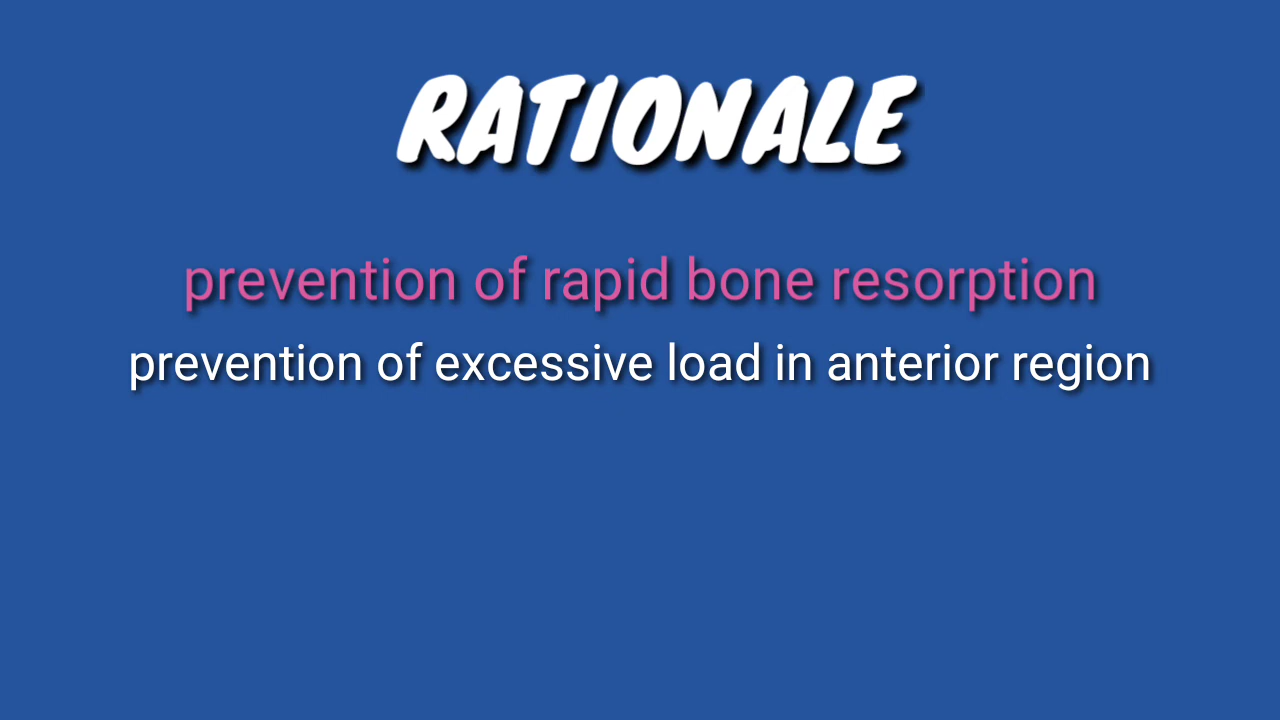 RATIONALE
prevention of rapid bone resorption
prevention of excessive load in anterior region